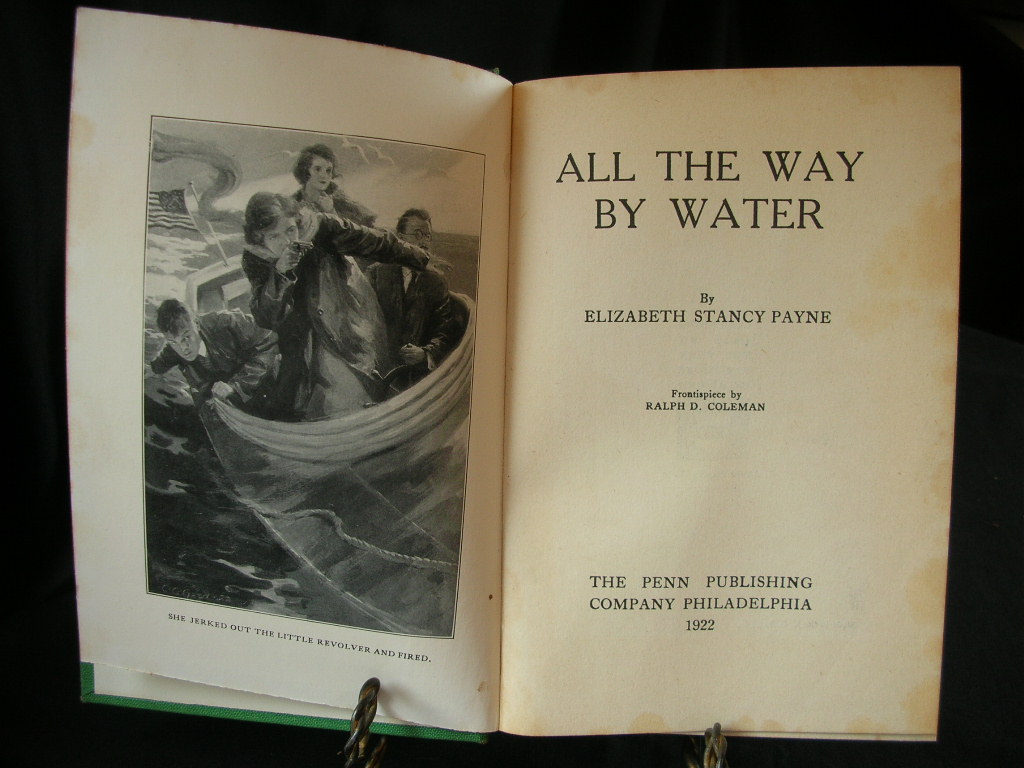 SHE JERKED OUT THE LITTLE REVOLVER AND FIRED.
ALL THE WAY
BY WATER
By
ELIZABETH STANCY PAYNE
Frontispiece by
RALPH D. COLEMAN
THE PENN PUBLISHING
COMPANY PHILADELPHIA
1922